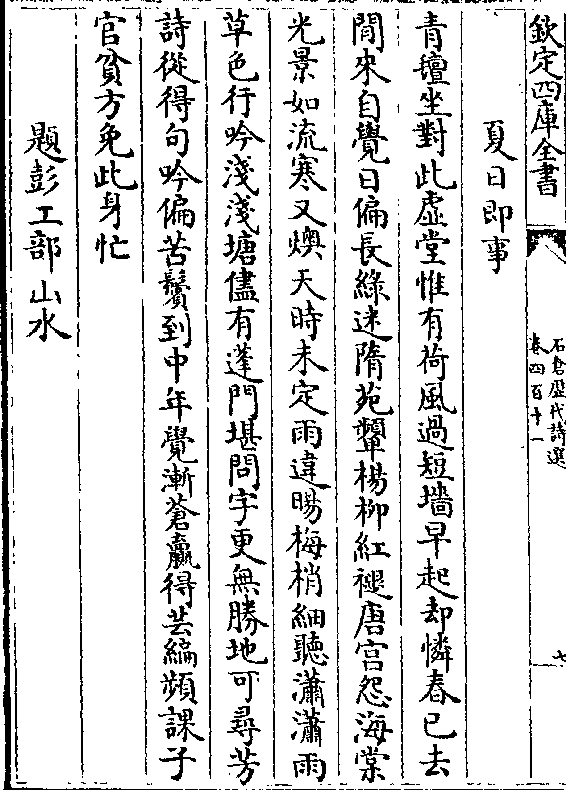 欽定四庫全書
石倉歷代詩選
卷四百十一
七
夏日即事
青氊坐對此虛堂惟有荷風過短墻早起却憐春已去
閒來自覺日偏長綠迷隋苑顰楊柳紅褪唐宫怨海棠
光景如流寒又燠天時未定雨違暘梅梢細聽瀟瀟雨
草色行吟淺淺塘儘有蓬門堪問字更無勝地可尋芳
詩從得句吟偏苦鬢到中年覺漸蒼羸得芸編頻課子
官貧方免此身忙
題彭工部山水